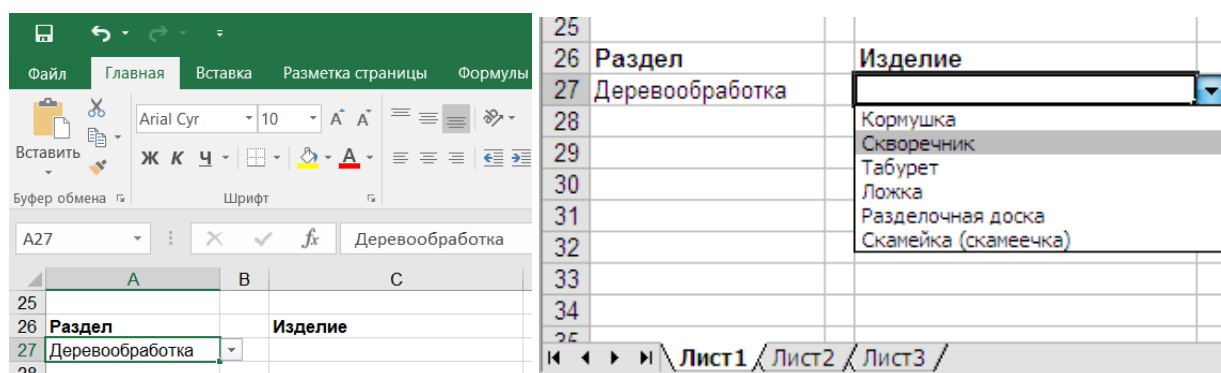 Файл Главная Вставка Разметка страницы Формулы
Вставить
Arial Cyr 10 A A
Ж К Ч A
Буфер обмена Шрифт
A27 fx Деревообработка
A B C
25
26 Раздел Изделие
27 Деревообработка
28
25
26 Раздел Изделие
27 Деревообработка
28 Кормушка
Скворечник
29 Табурет
30 Ложка
31 Разделочная доска
32 Скамейка (скамеечка)
33
34
35
Лист1 Лист2 Лист3